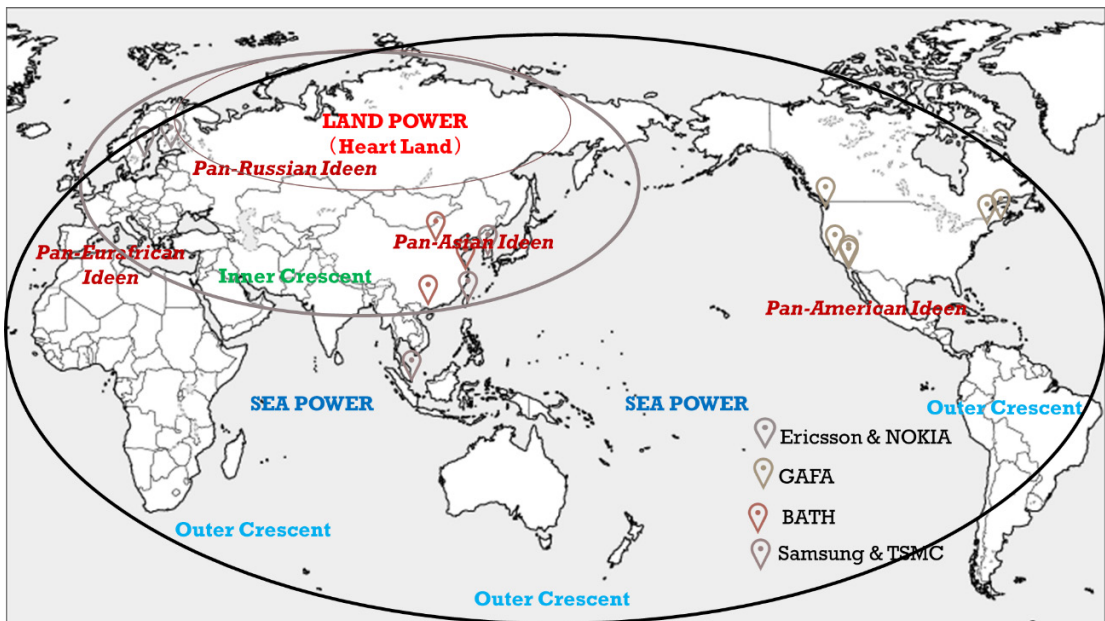 LAND POWER
（Heart Land）
Pan-Russian Ideen
Pan-Asian Ideen
Pan-Eurafrican
Ideen
Inner Crescent
Pan-American Ideen
SEA POWER
SEA POWER
Outer Crescent
Ericsson & NOKIA
GAFA
BATH
Samsung & TSMC
Outer Crescent
Outer Crescent